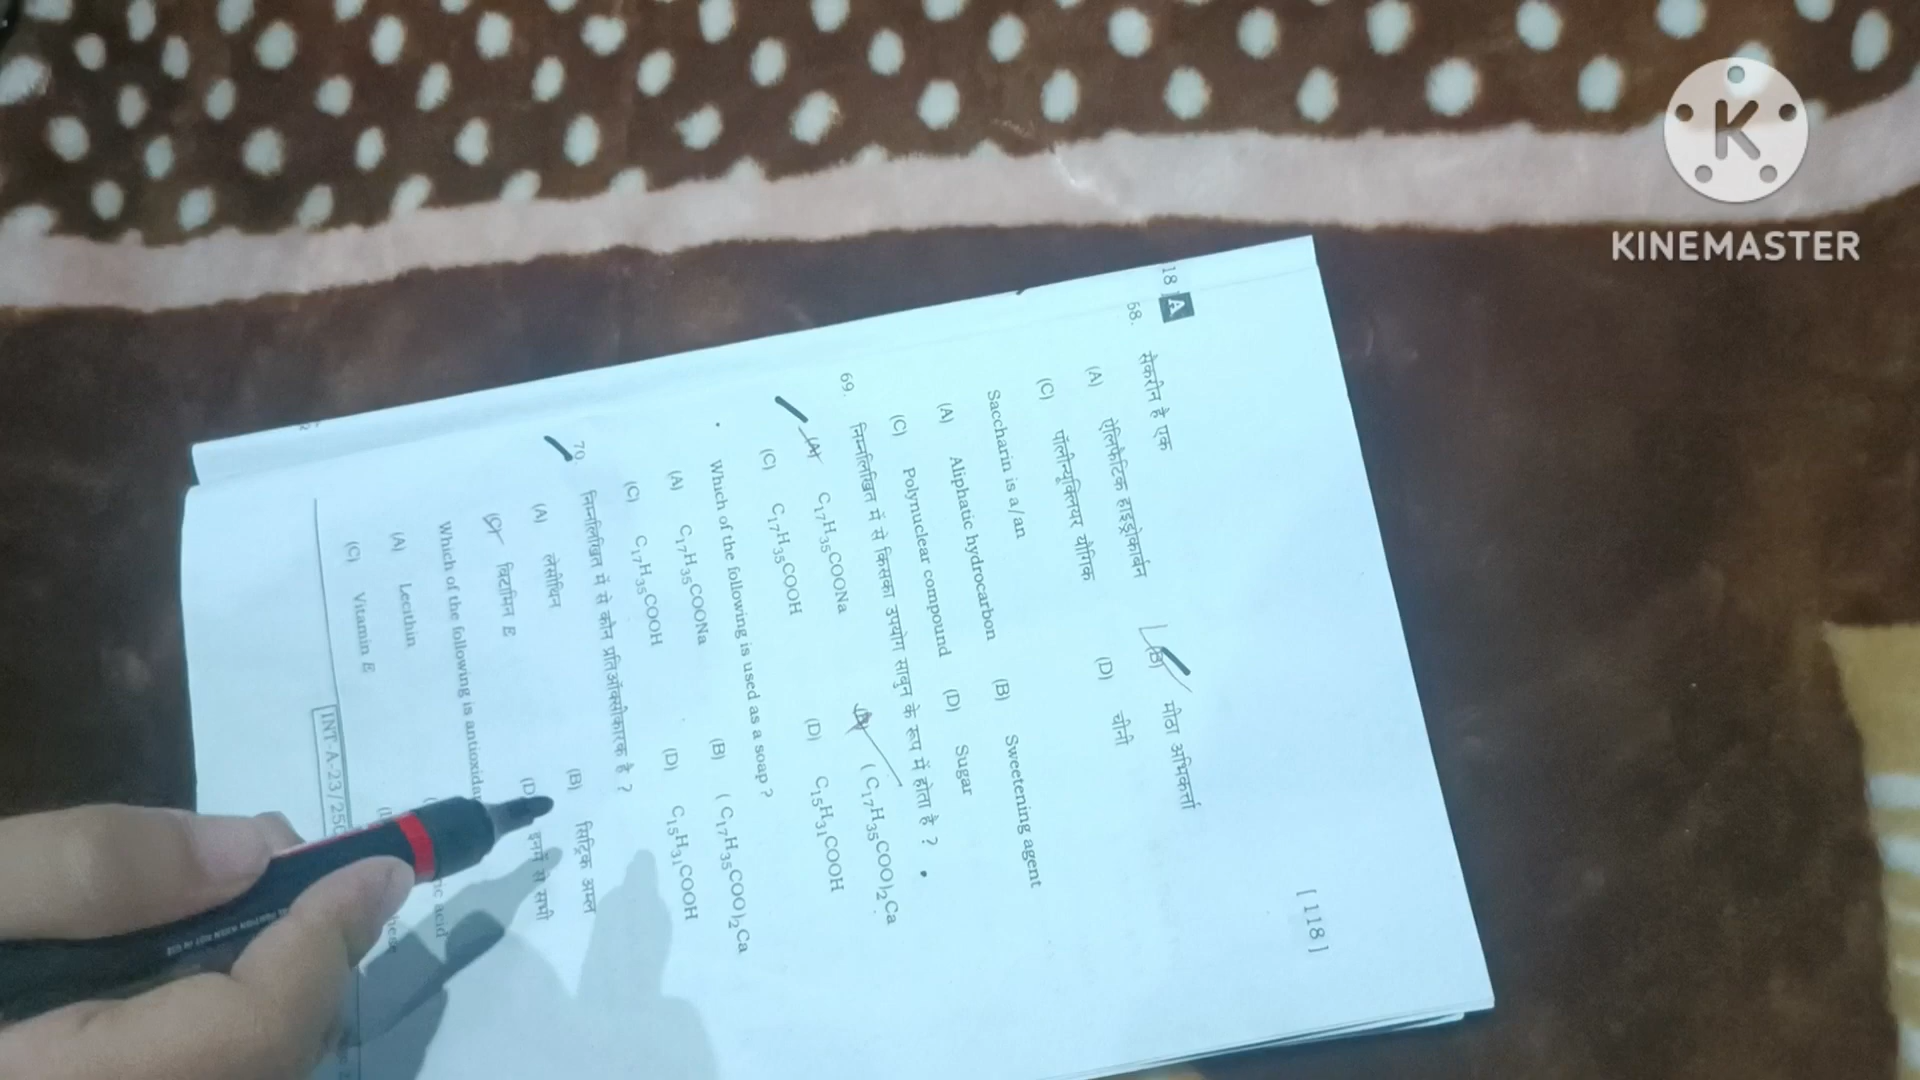 K
KINEMASTER
[ 118 ]
18 A
68. सैकरीन है एक
(A) ऐलिफैटिक हाइड्रोकार्बन (B) मीठा अभिकर्त्ता
(C) पॉलीन्यूक्लियर यौगिक (D) चीनी
Saccharin is a/an
(A) Aliphatic hydrocarbon (B) Sweetening agent
(C) Polynuclear compound (D) Sugar
69. निम्नलिखित में से किसका उपयोग साबुन के रूप में होता है ?
(A) C17H35COONa (B) ( C17H35COO)2Ca
(C) C17H35COOH (D) C15H31COOH
Which of the following is used as a soap ?
(A) C17H35COONa (B) ( C17H35COO)2Ca
(C) C17H35COOH (D) C15H31COOH
70. निम्नलिखित में से कौन प्रतिऑक्सीकारक है ?
(A) लेसीथिन (B) सिट्रिक अम्ल
(C) विटामिन E (D) इनमें से सभी
Which of the following is
(A) Lecithin acid
(C) Vitamin E
INT-A-23/250